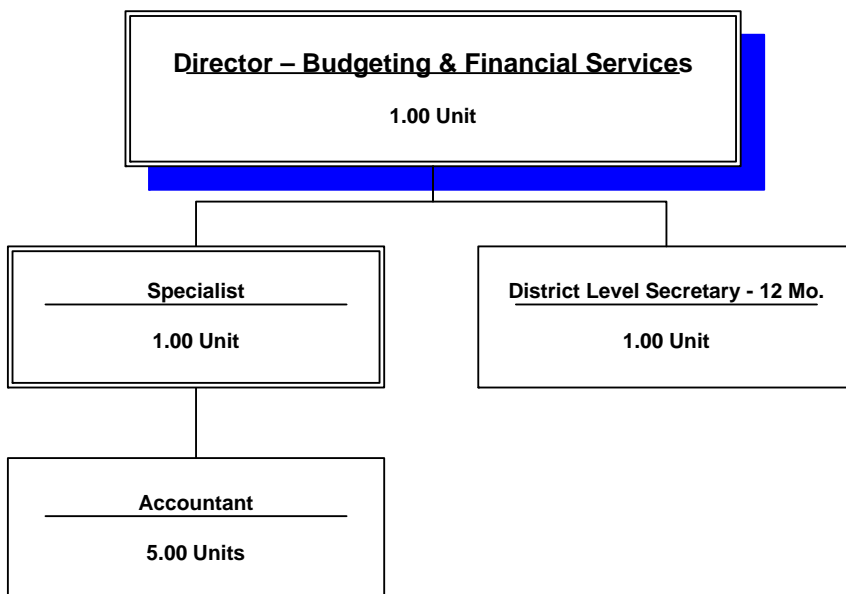 Director – Budgeting & Financial Services
1.00 Unit
Specialist
1.00 Unit
District Level Secretary - 12 Mo.
1.00 Unit
Accountant
5.00 Units